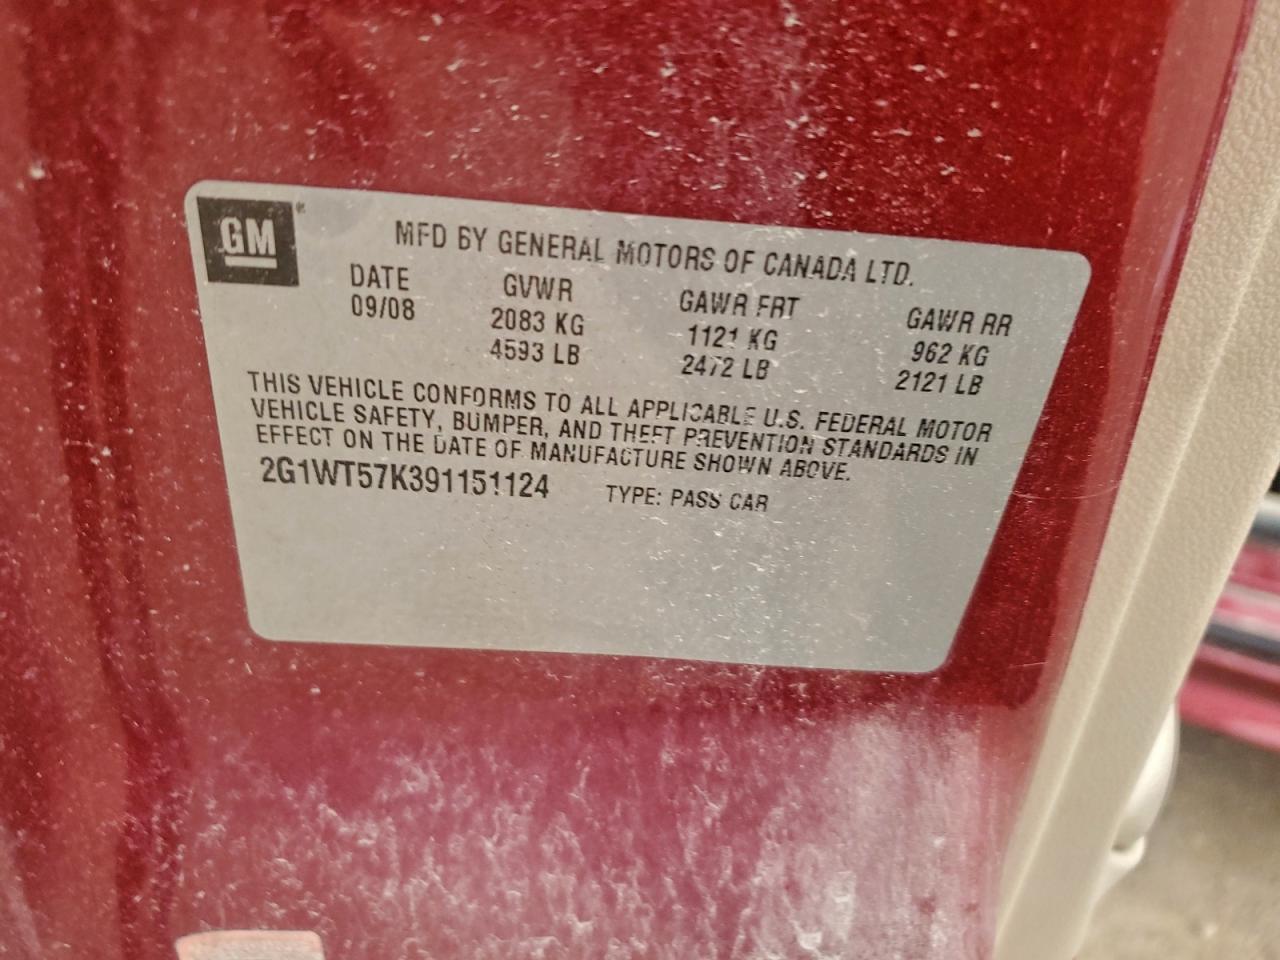 GM®
MFD BY GENERAL MOTORS OF CANADA LTD.
DATE GVWR GAWR FRT GAWR RR
09/08 2083 KG 1121 KG 962 KG
4593 LB 2472 LB 2121 LB
THIS VEHICLE CONFORMS TO ALL APPLICABLE U.S. FEDERAL MOTOR
VEHICLE SAFETY, BUMPER, AND THEFT PREVENTION STANDARDS IN
EFFECT ON THE DATE OF MANUFACTURE SHOWN ABOVE.
2G1WT57K391151124 TYPE: PASS CAR